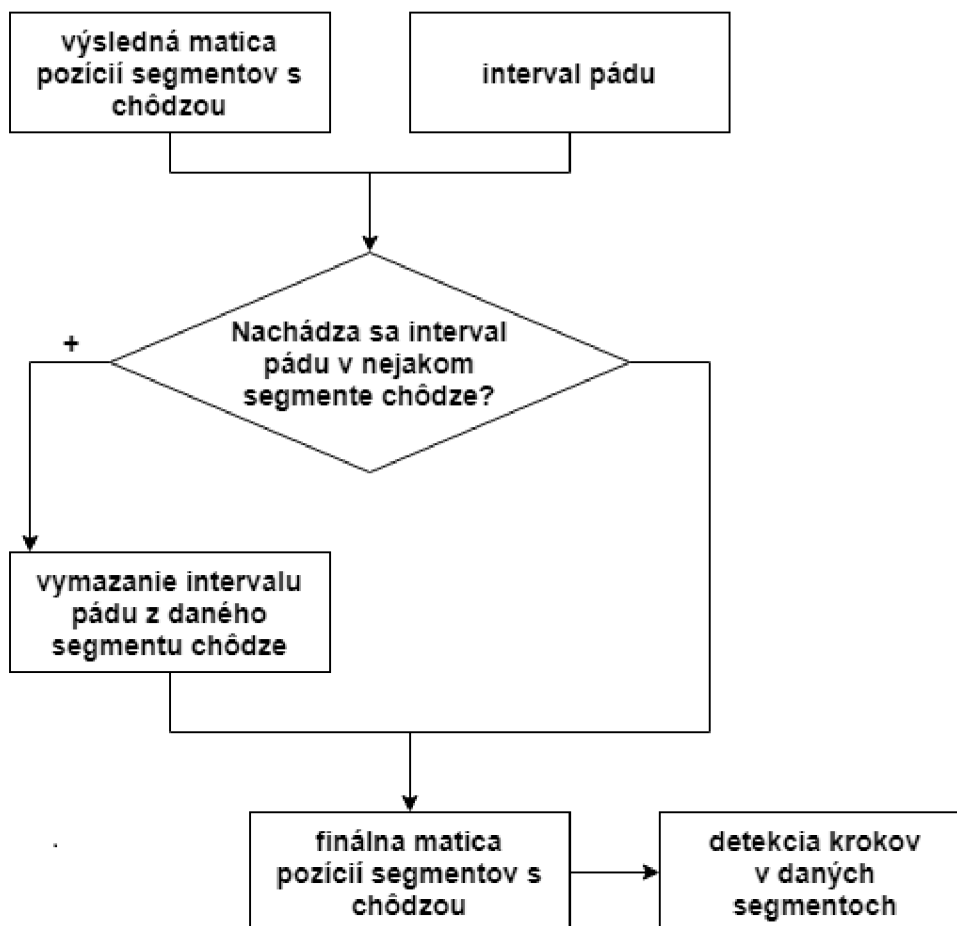 výsledná matica
pozícií segmentov s
chôdzou
interval pádu
Nachádza sa interval
pádu v nejakom
segmente chôdze?
+
vymazanie intervalu
pádu z daného
segmentu chôdze
finálna matica
pozícií segmentov s
chôdzou
detekcia krokov
v daných
segmentoch